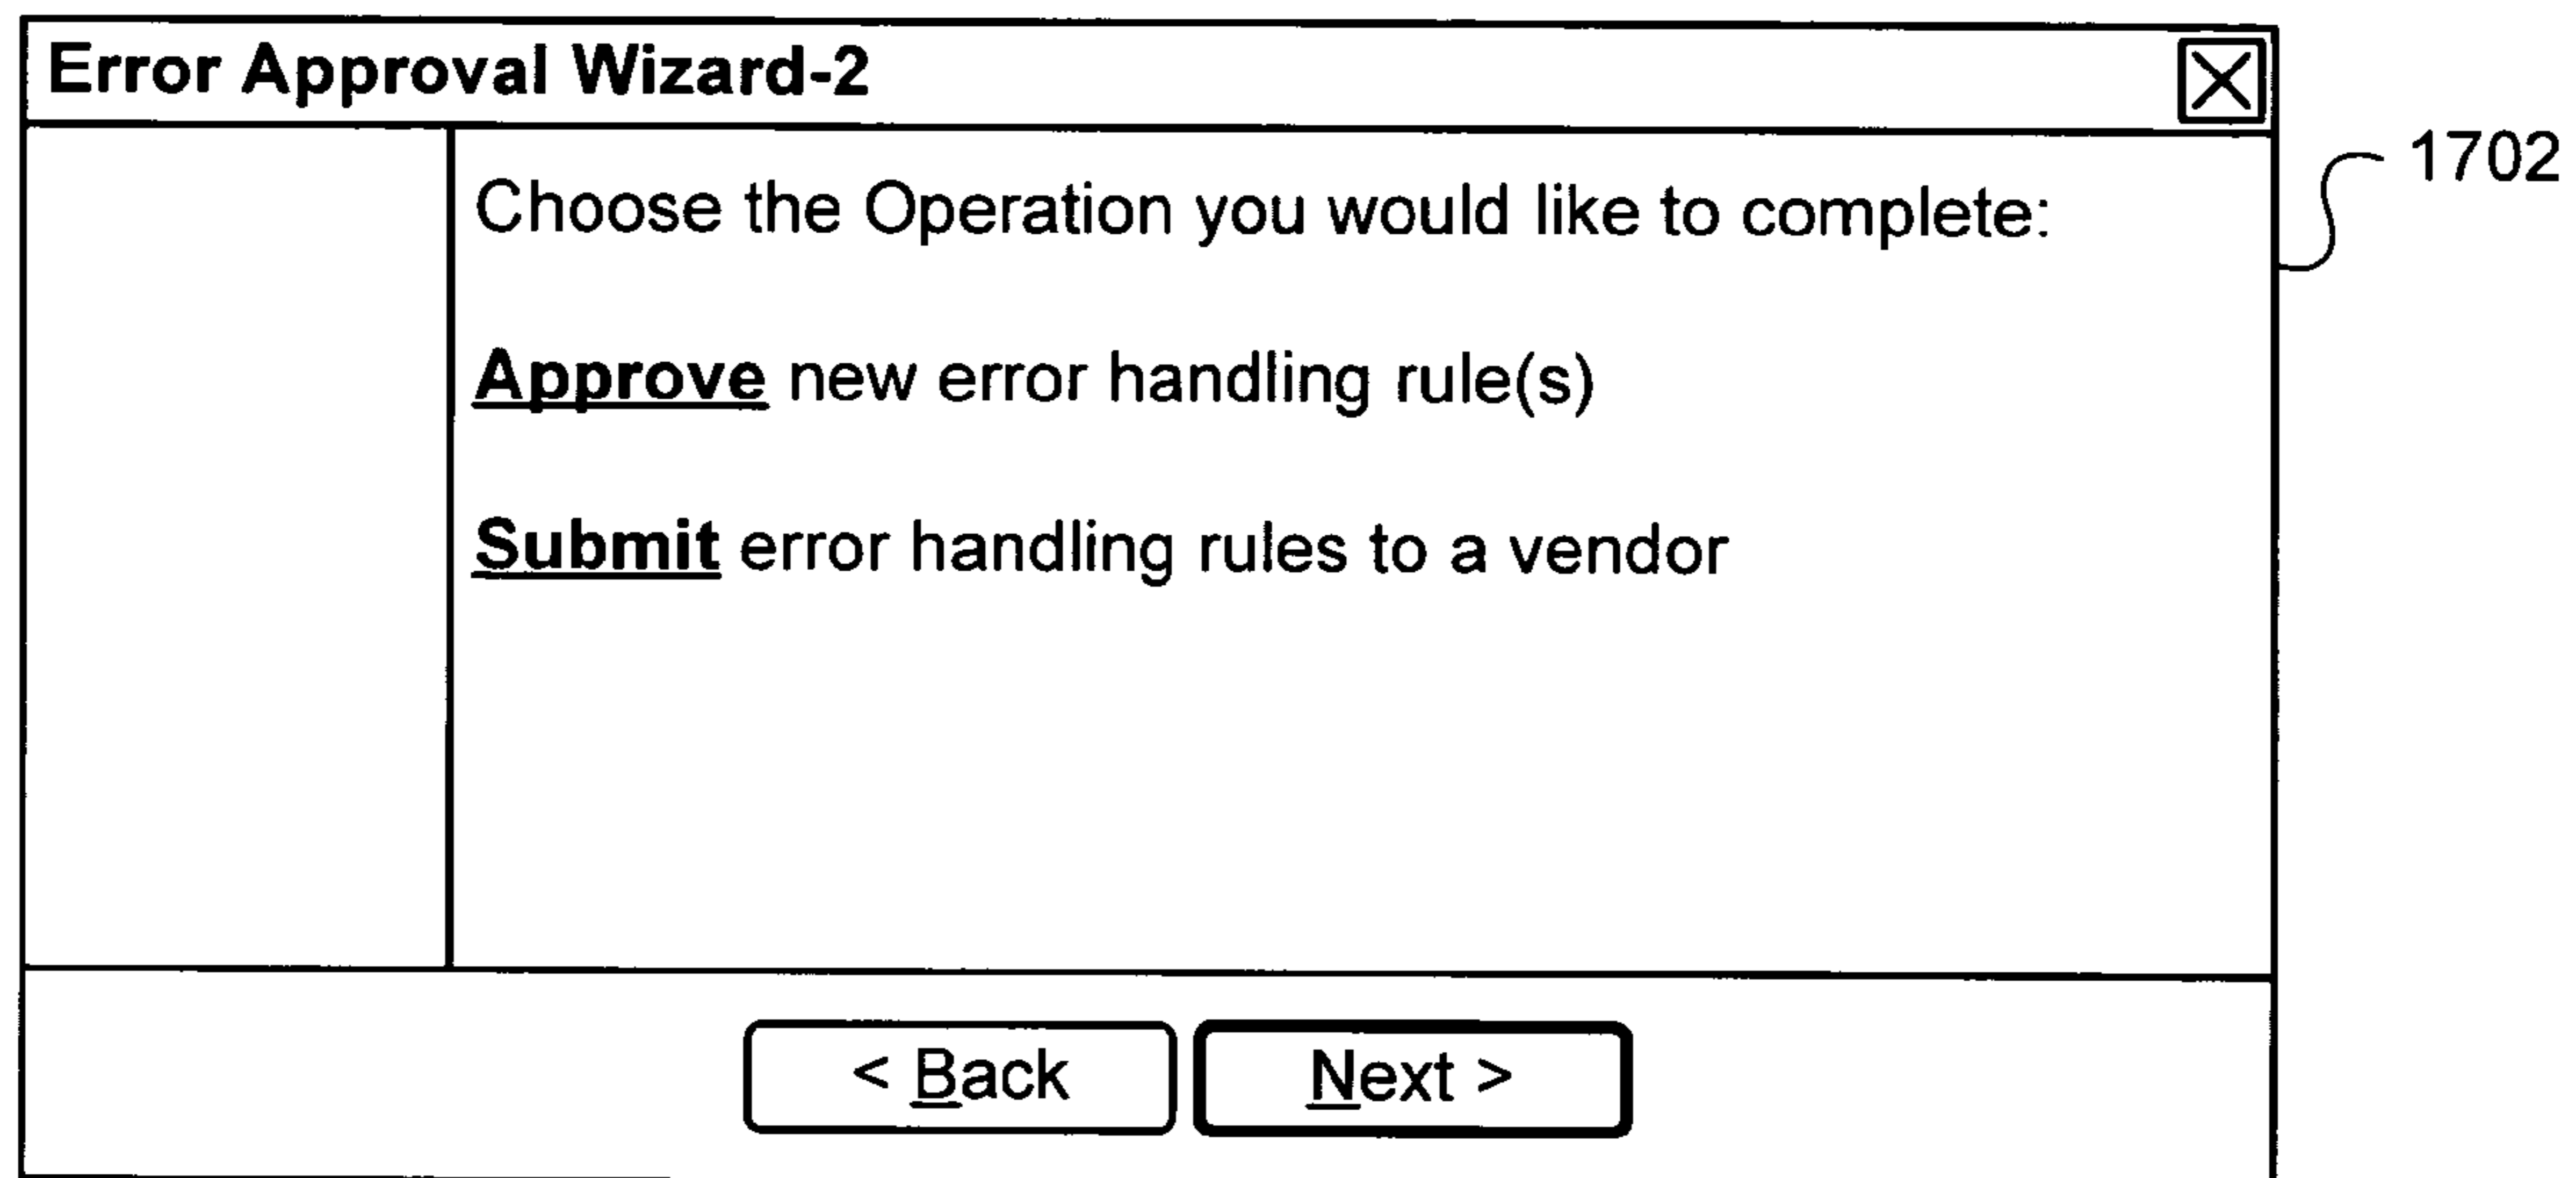 Error Approval Wizard-2
1702
Choose the Operation you would like to complete:
Approve new error handling rule(s)
Submit error handling rules to a vendor
< Back Next >